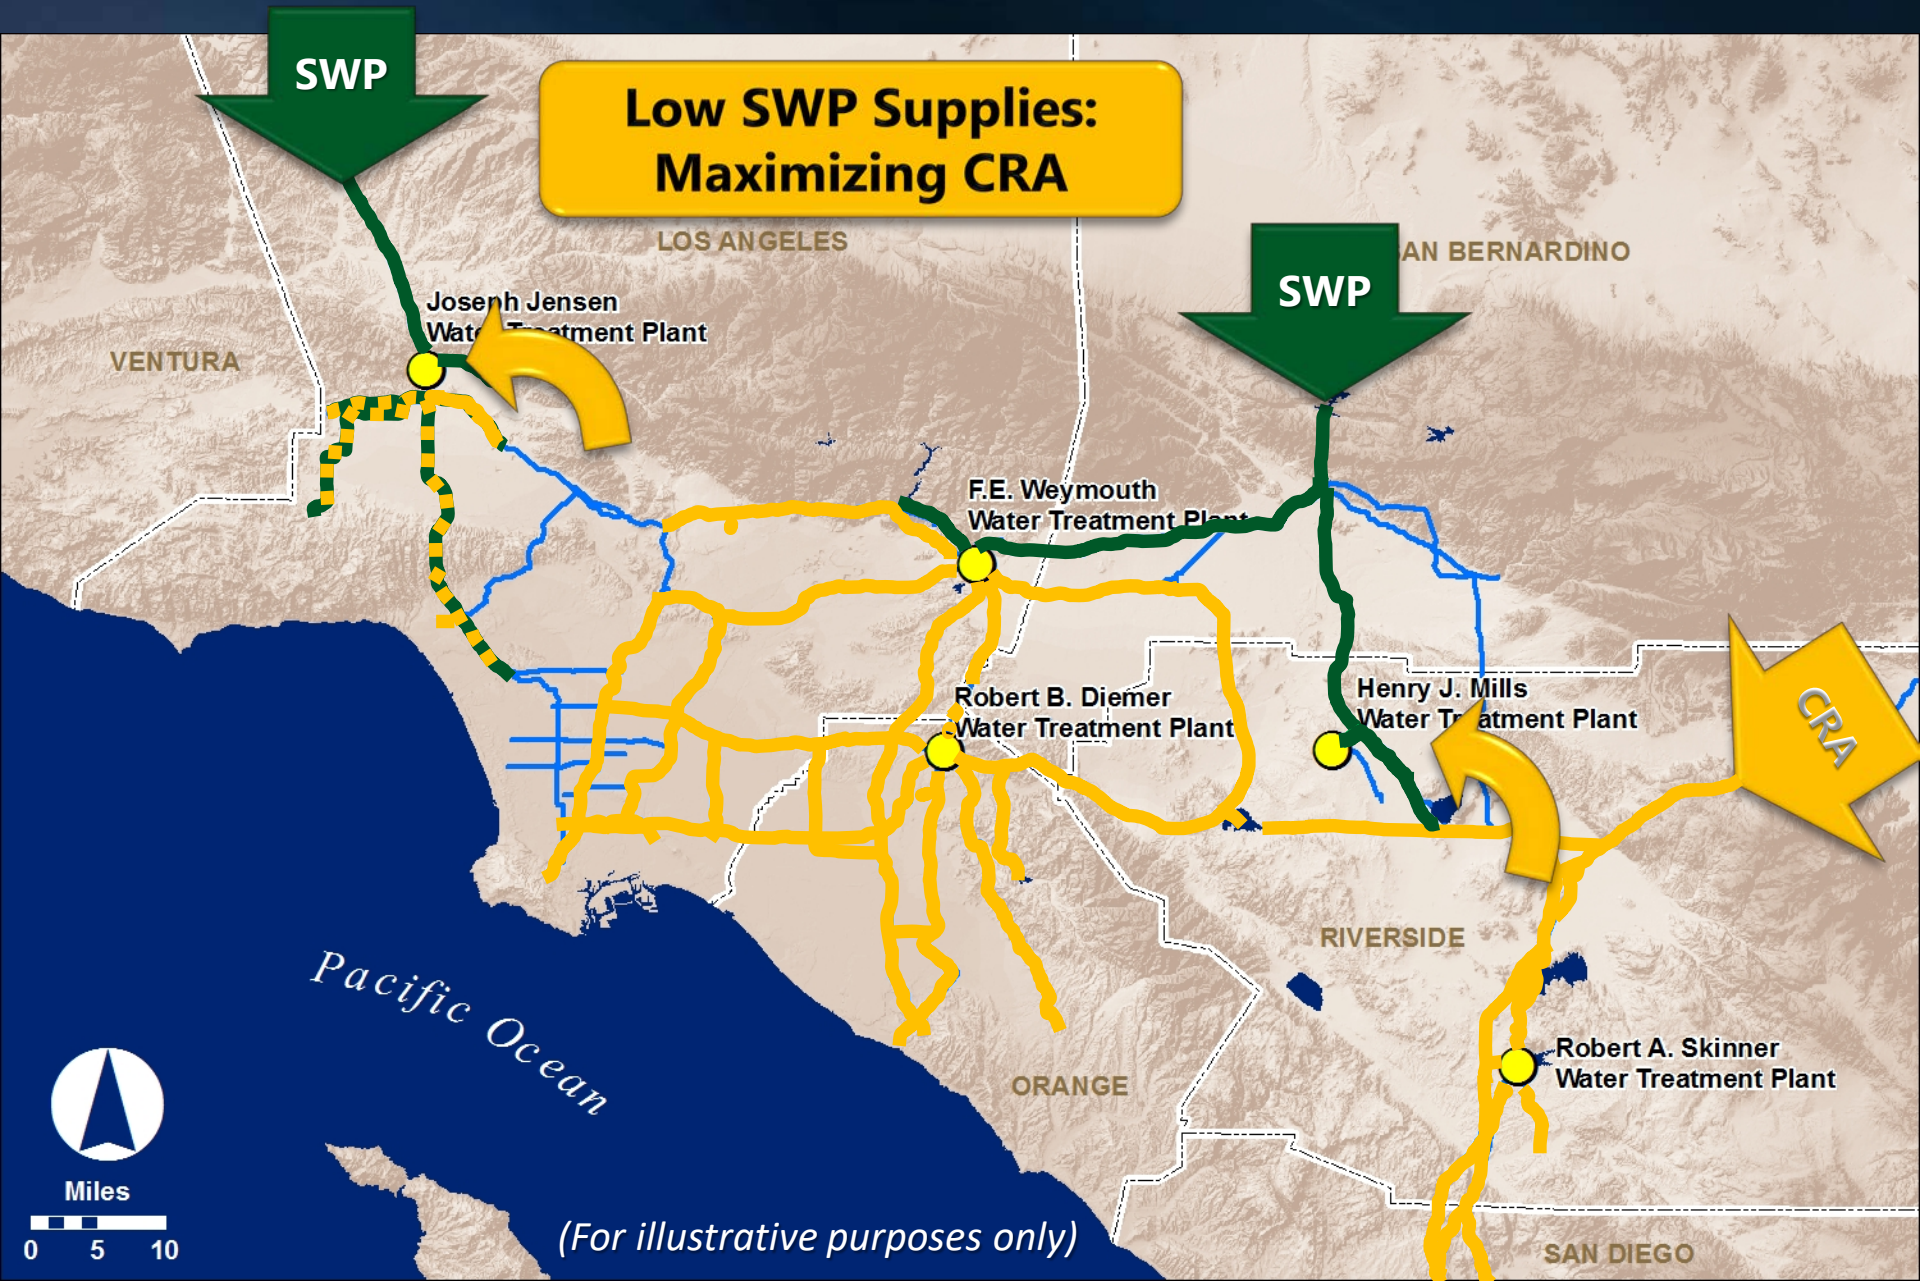 SWP
Low SWP Supplies:
Maximizing CRA
LOS ANGELES
SAN BERNARDINO
SWP
Joseph Jensen
Water Treatment Plant
VENTURA
F.E. Weymouth
Water Treatment Plant
CRA
Robert B. Diemer
Water Treatment Plant
Henry J. Mills
Water Treatment Plant
RIVERSIDE
Pacific Ocean
Robert A. Skinner
Water Treatment Plant
ORANGE
Miles
0 5 10
(For illustrative purposes only)
SAN DIEGO